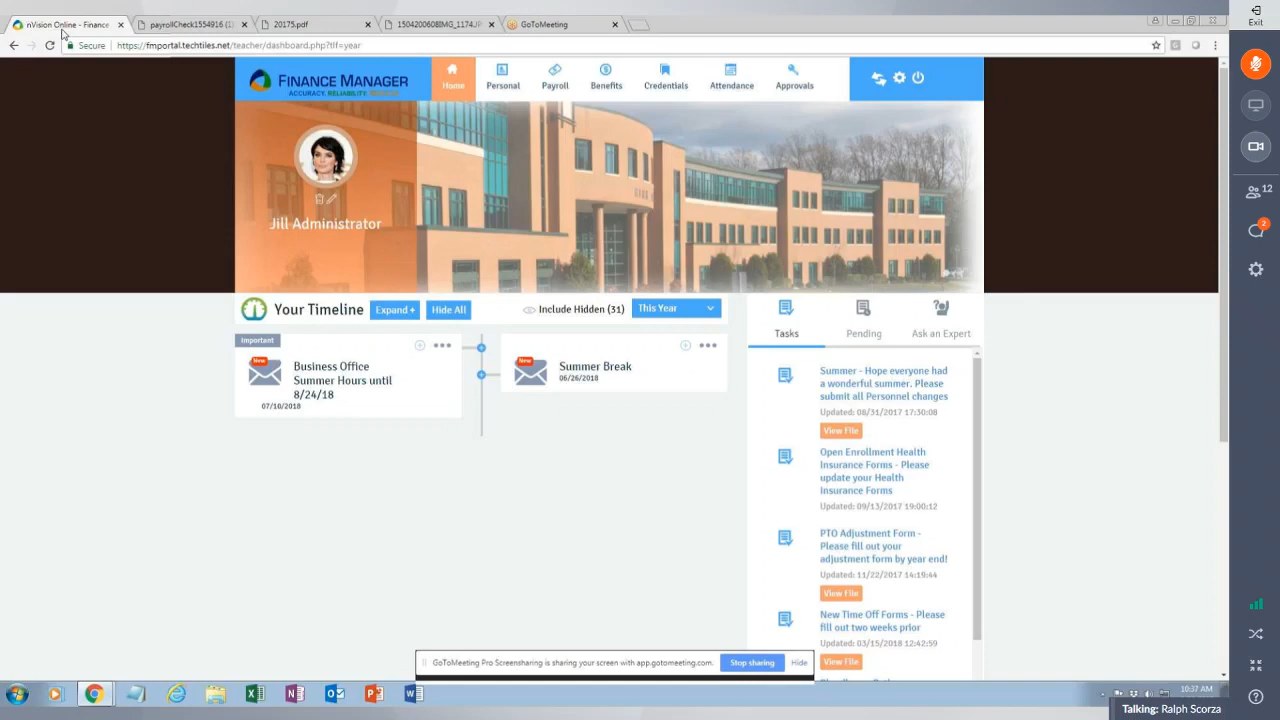 nVision Online - Finance
payrollCheck1554916 (1)
20175.pdf
1504200608IMG_1174.JP
GoToMeeting
Exit
Secure
https://fmportal.techtiles.net/teacher/dashboard.php?tlf=year
FINANCE MANAGER
ACCURACY. RELIABILITY.
Home
Personal
Payroll
Benefits
Credentials
Attendance
Approvals
Jill Administrator
12
2
Your Timeline
Expand +
Hide All
Include Hidden (31)
This Year
Tasks
Pending
Ask an Expert
Important
New
Business Office
Summer Hours until
8/24/18
07/10/2018
New
Summer Break
06/26/2018
Summer - Hope everyone had
a wonderful summer. Please
submit all Personnel changes
Updated: 08/31/2017 17:30:08
View File
Open Enrollment Health
Insurance Forms - Please
update your Health
Insurance Forms
Updated: 09/13/2017 19:00:12
PTO Adjustment Form -
Please fill out your
adjustment form by year end!
Updated: 11/22/2017 14:19:44
View File
New Time Off Forms - Please
fill out two weeks prior
Updated: 03/15/2018 12:42:59
View File
GoToMeeting Pro Screensharing is sharing your screen with app.gotomeeting.com.
Stop sharing
Hide
10:37 AM
Talking: Ralph Scorza